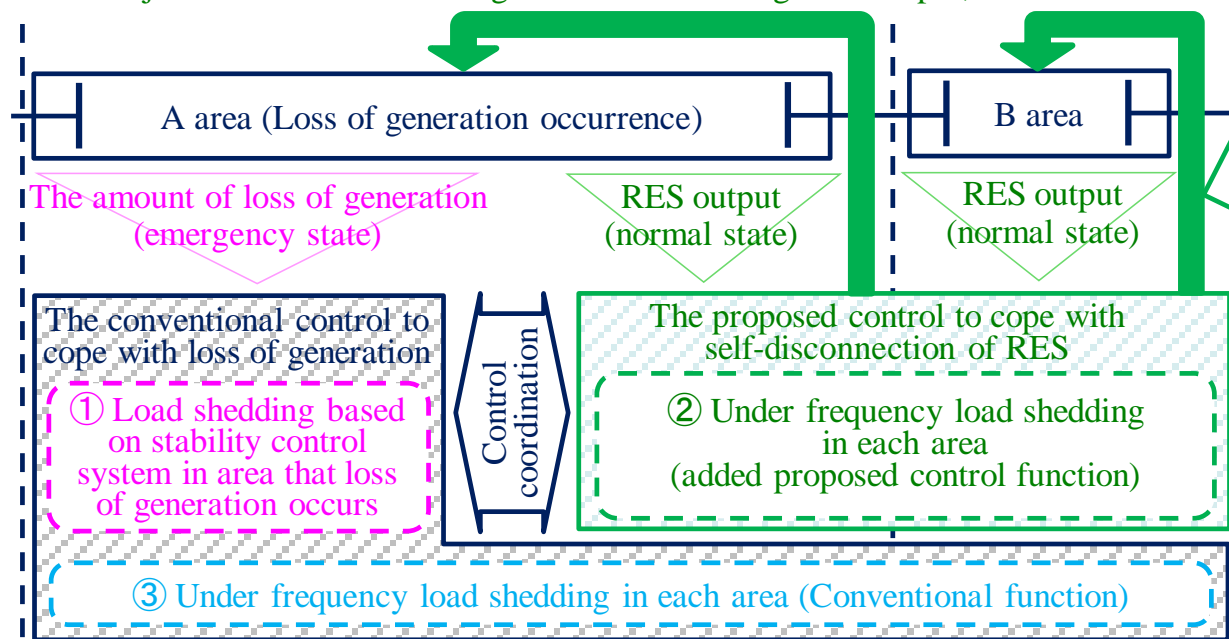 A area (Loss of generation occurrence)
B area
The amount of loss of generation
(emergency state)
RES output
(normal state)
RES output
(normal state)
The conventional control to
cope with loss of generation
① Load shedding based
on stability control
system in area that loss
of generation occurs
Control
coordination
The proposed control to cope with
self-disconnection of RES
② Under frequency load shedding
in each area
(added proposed control function)
③ Under frequency load shedding in each area (Conventional function)